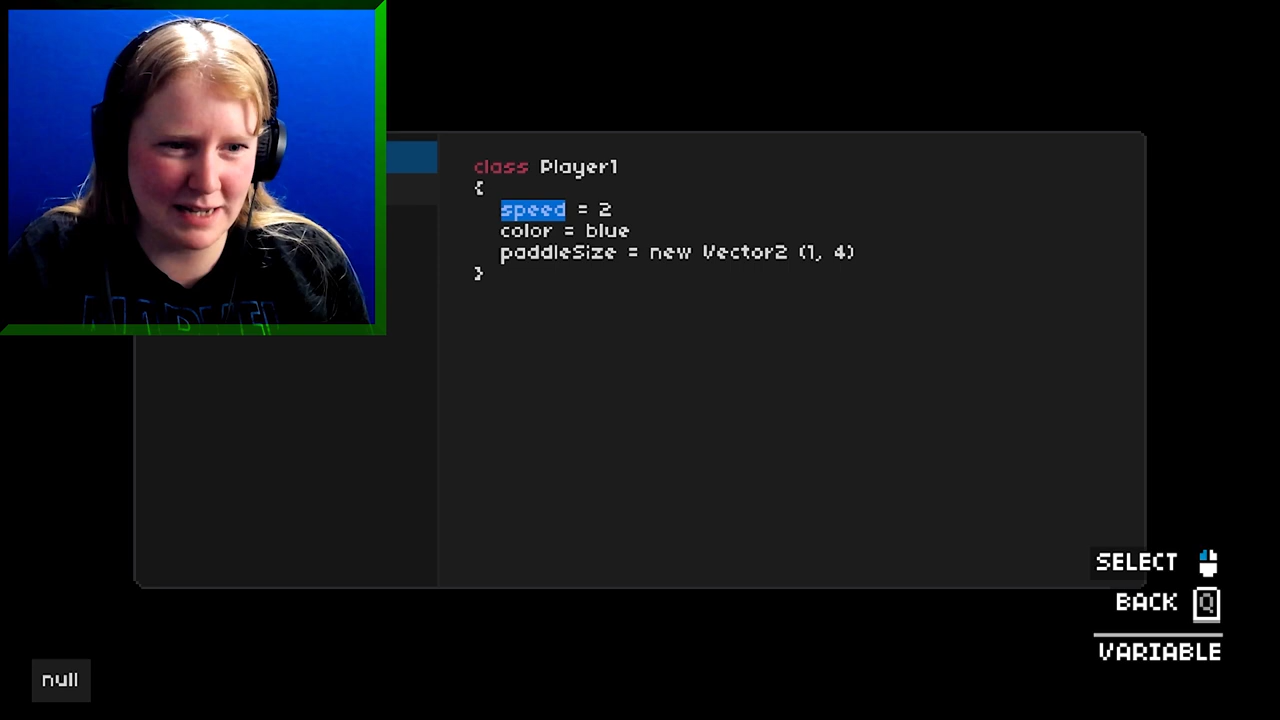 class Player1
{
speed = 2
color = blue
paddleSize = new Vector2 (1, 4)
}
SELECT
BACK Q
VARIABLE
null